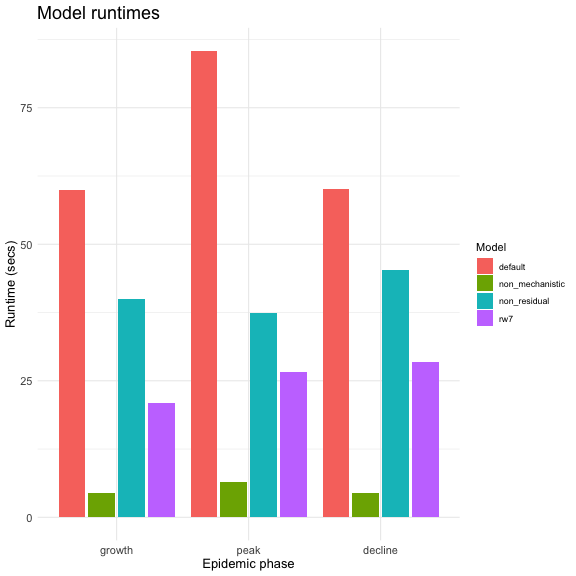 Model runtimes
Runtime (secs)
75
50
25
0
growth peak decline
Epidemic phase
Model
default
non_mechanistic
non_residual
rw7